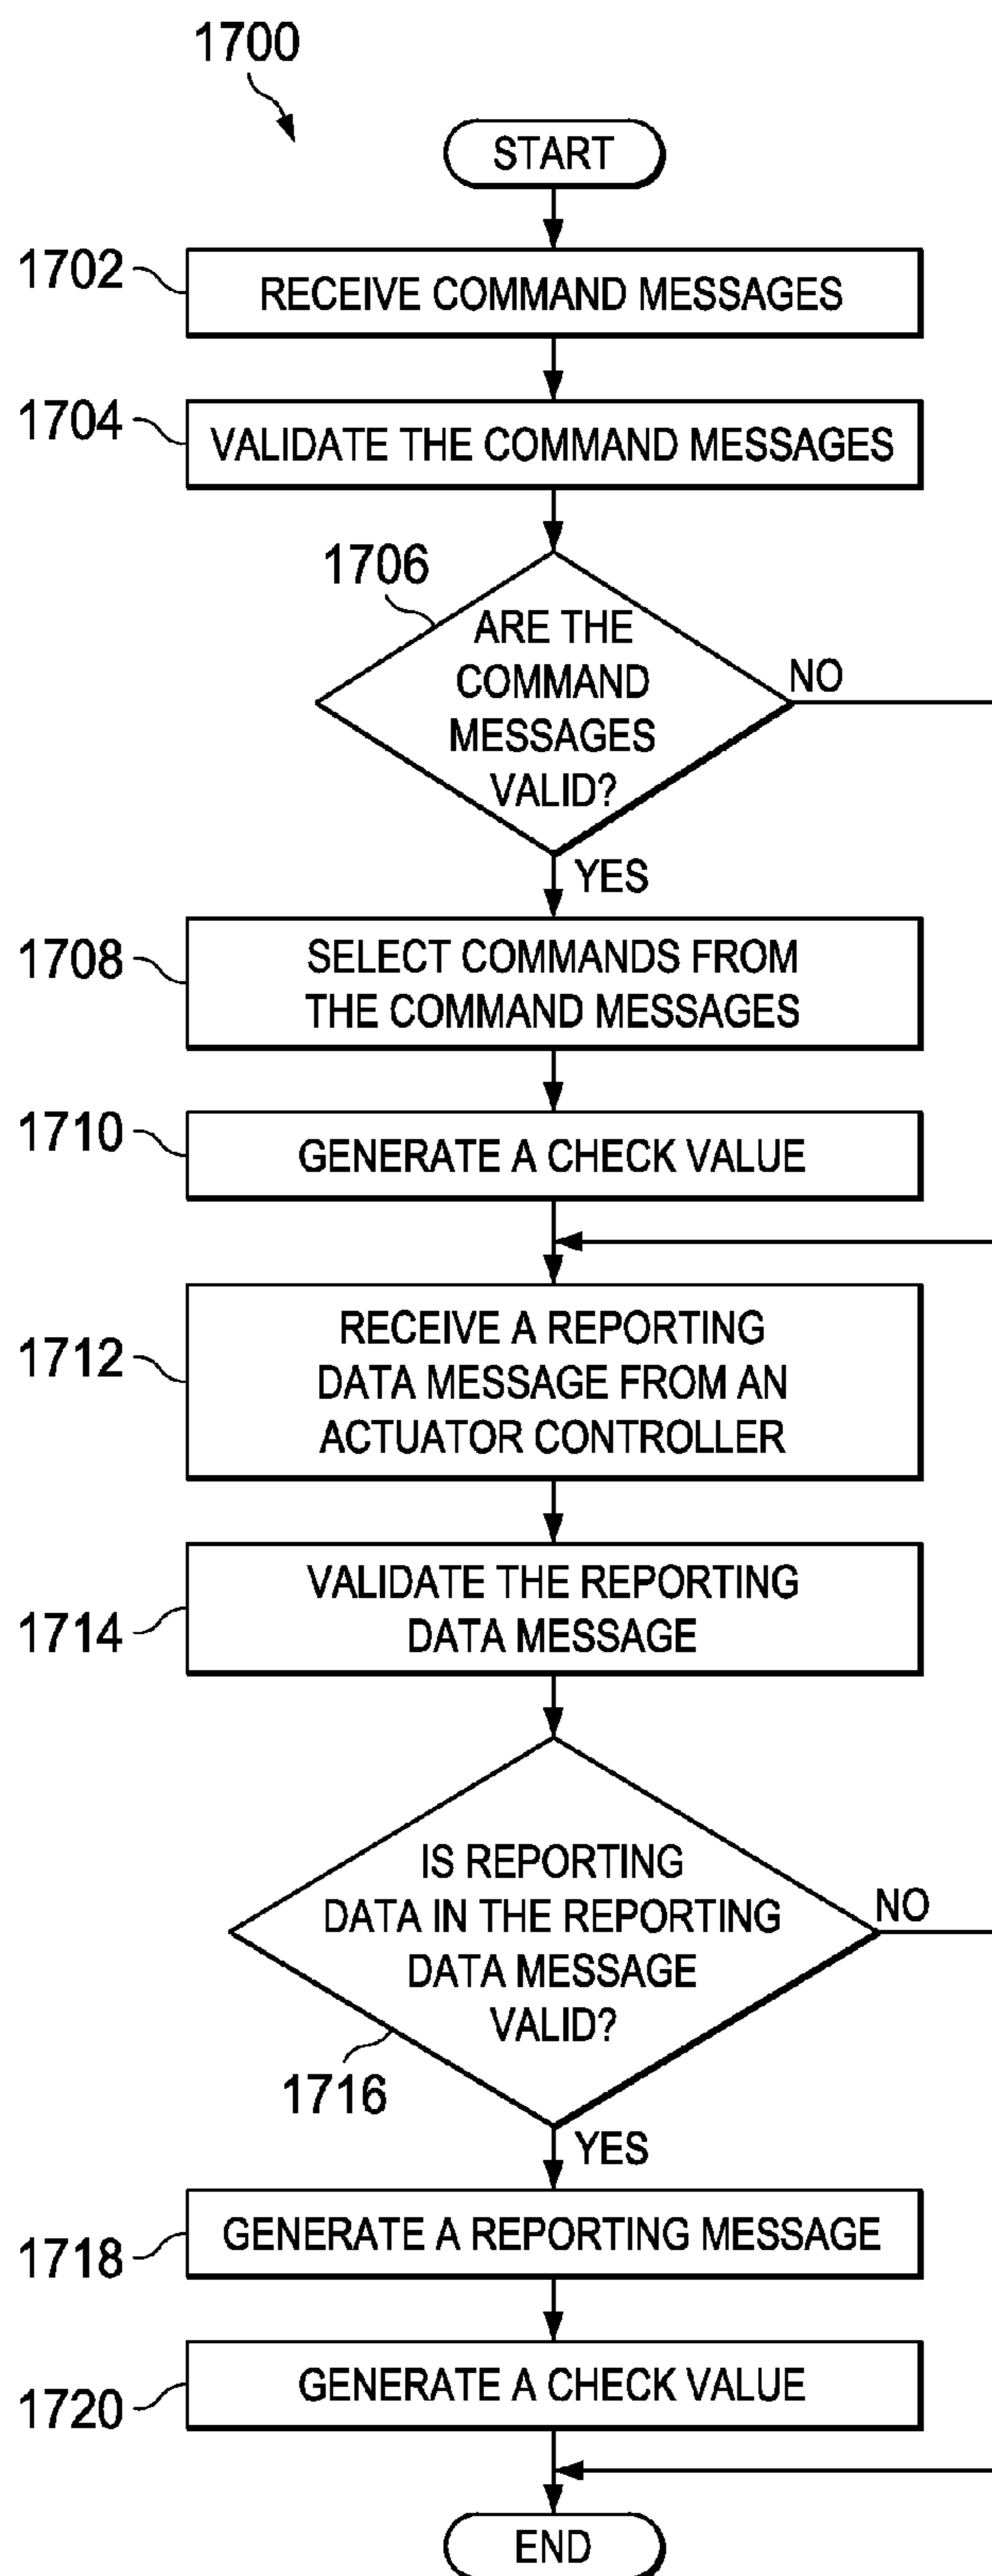 1700
START
1702
RECEIVE COMMAND MESSAGES
1704
VALIDATE THE COMMAND MESSAGES
1706
ARE THE
COMMAND
MESSAGES
VALID?
NO
YES
1708
SELECT COMMANDS FROM
THE COMMAND MESSAGES
1710
GENERATE A CHECK VALUE
1712
RECEIVE A REPORTING
DATA MESSAGE FROM AN
ACTUATOR CONTROLLER
1714
VALIDATE THE REPORTING
DATA MESSAGE
IS REPORTING
DATA IN THE REPORTING
DATA MESSAGE
VALID?
NO
1716
YES
1718
GENERATE A REPORTING MESSAGE
1720
GENERATE A CHECK VALUE
END